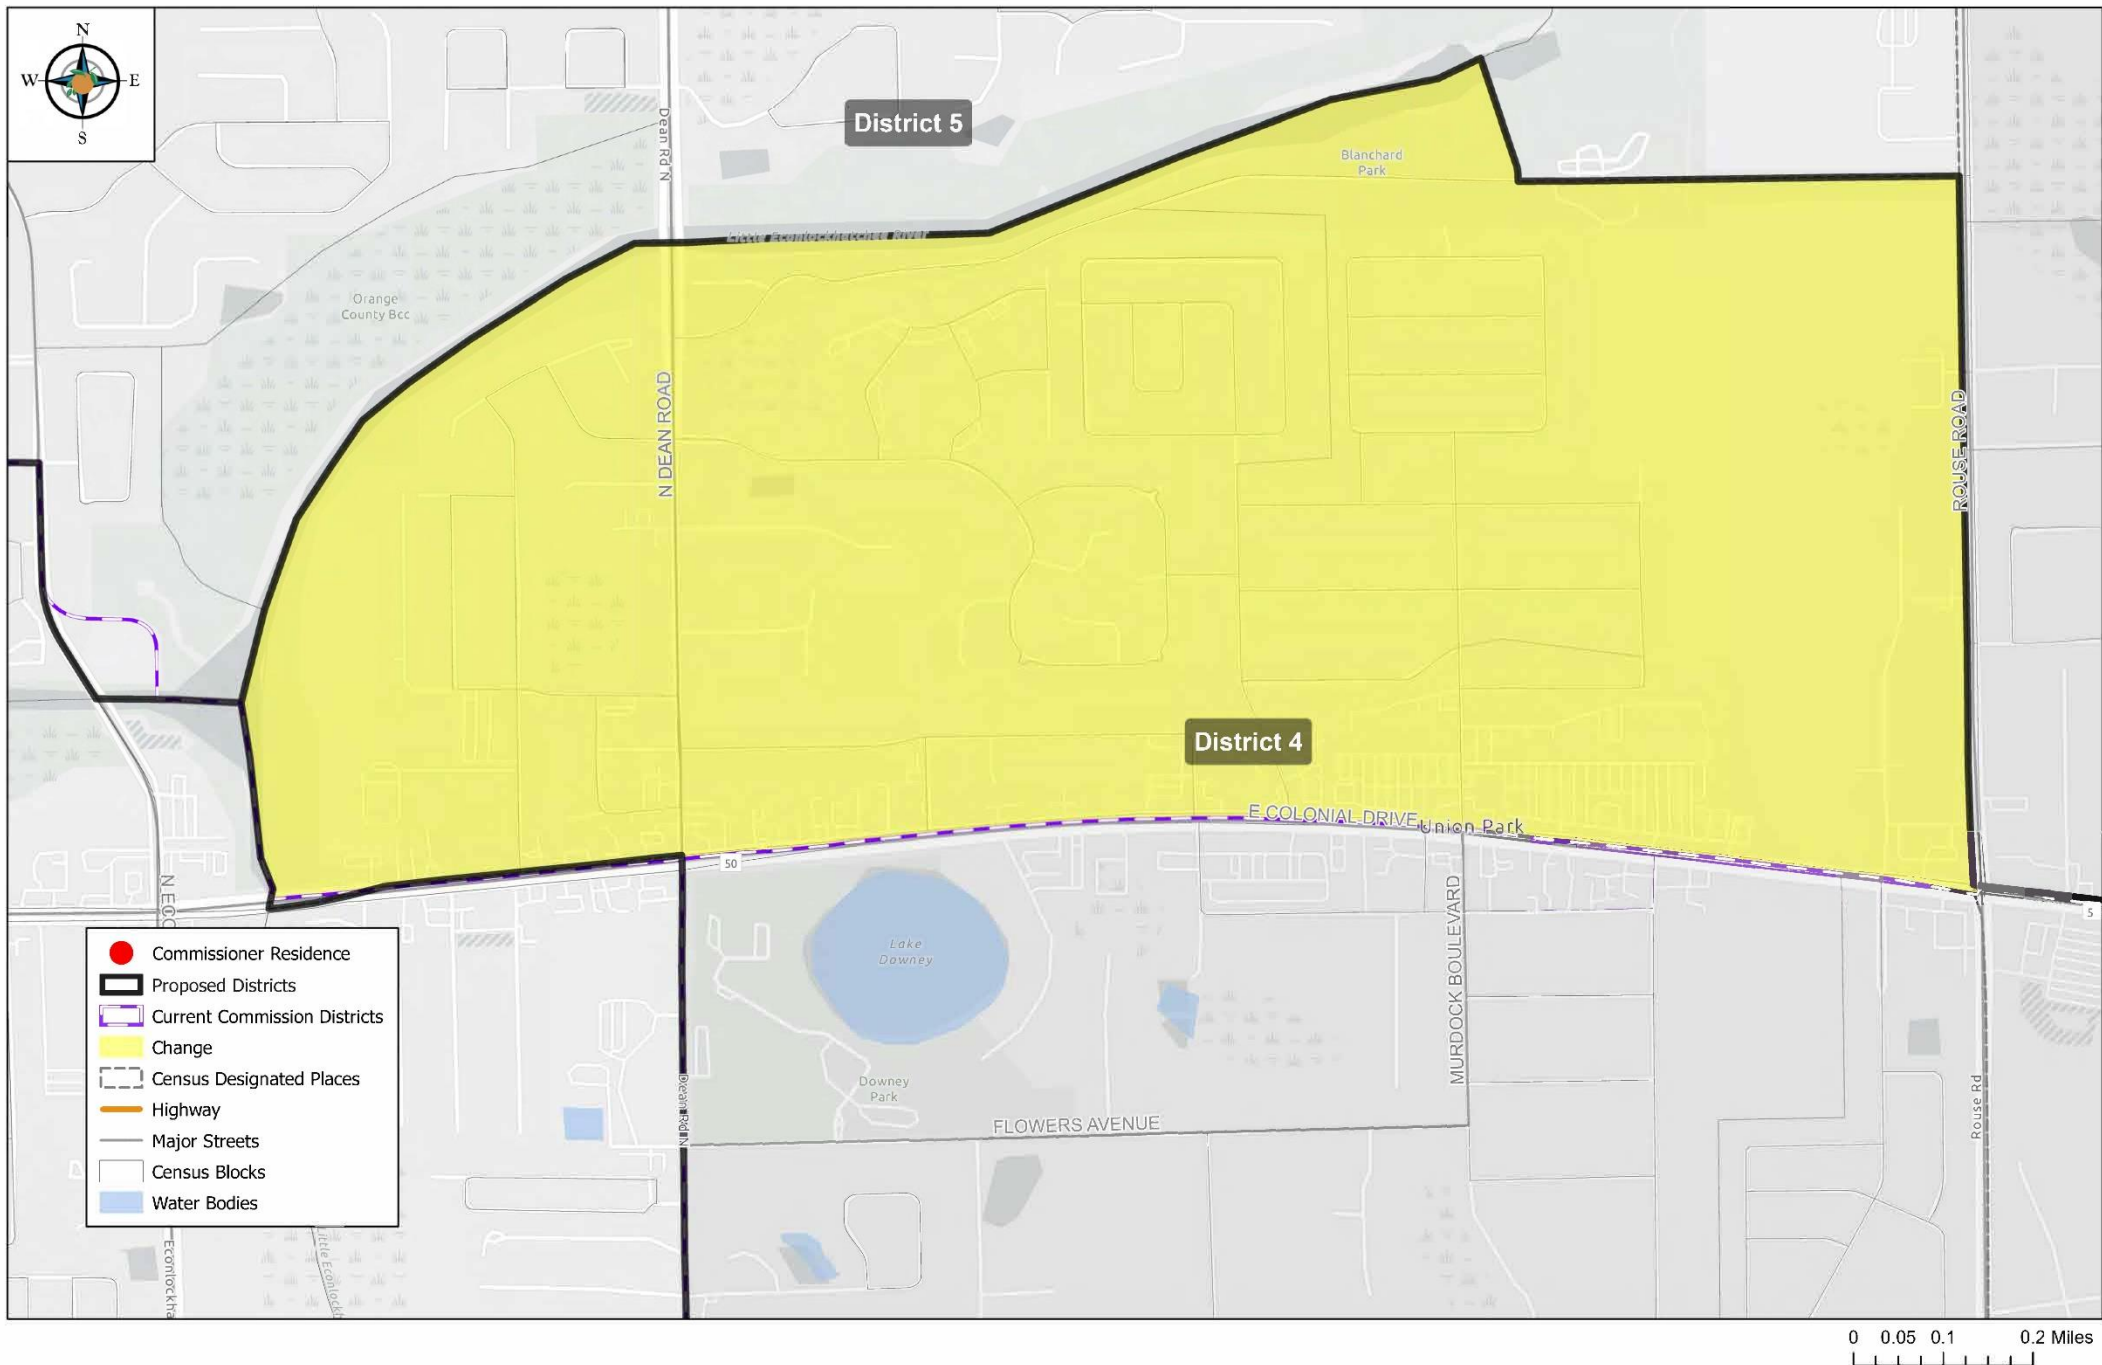 N
W
E
S
District 5
Dean Rd N
Blanchard
Park
Little Econlockhatchee River
Orange
County Bcc
N DEAN ROAD
ROUSE ROAD
District 4
E COLONIAL DRIVE
Union Park
50
5
Lake
Downey
MURDOCK BOULEVARD
Downey
Park
Dean Rd N
FLOWERS AVENUE
Rouse Rd
Commissioner Residence
Proposed Districts
Current Commission Districts
Change
Census Designated Places
Highway
Major Streets
Census Blocks
Water Bodies
0 0.05 0.1 0.2 Miles